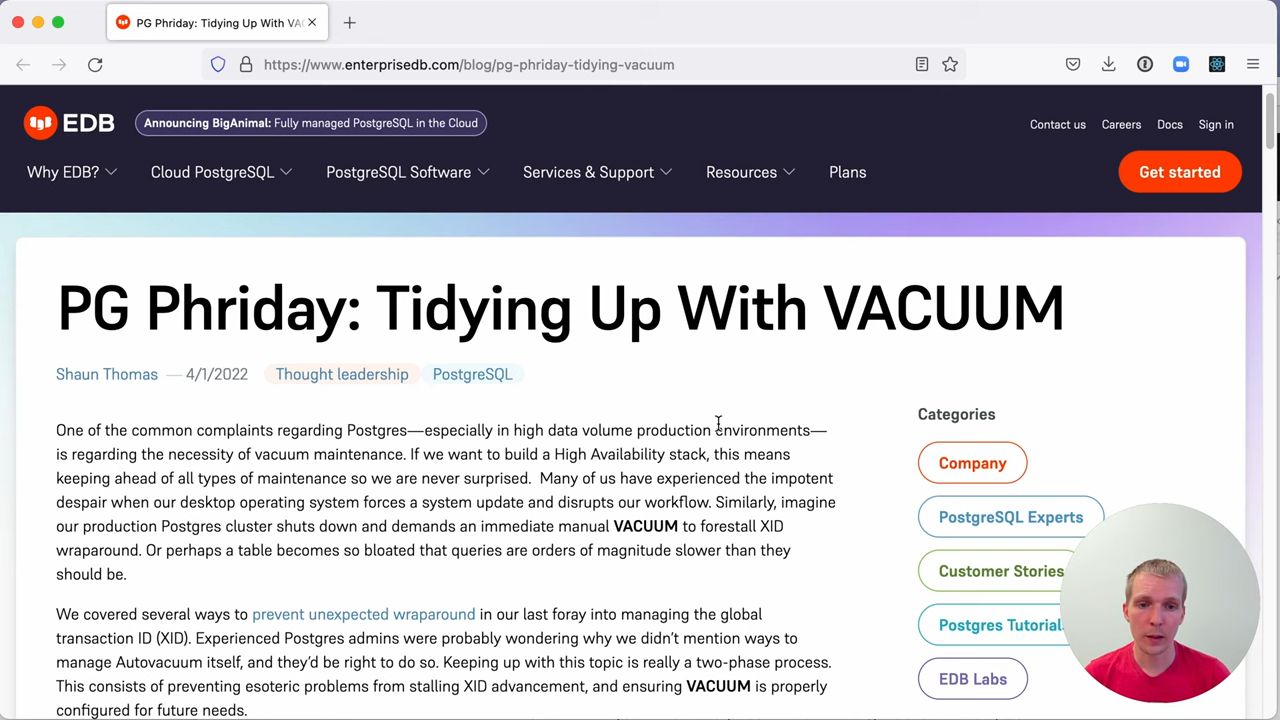 PG Phriday: Tidying Up With VAC
https://www.enterprisedb.com/blog/pg-phriday-tidying-vacuum
EDB
Announcing BigAnimal: Fully managed PostgreSQL in the Cloud
Contact us
Careers
Docs
Sign in
Why EDB?
Cloud PostgreSQL
PostgreSQL Software
Services & Support
Resources
Plans
Get started
PG Phriday: Tidying Up With VACUUM
Shaun Thomas — 4/1/2022
Thought leadership
PostgreSQL
One of the common complaints regarding Postgres—especially in high data volume production environments—
is regarding the necessity of vacuum maintenance. If we want to build a High Availability stack, this means
keeping ahead of all types of maintenance so we are never surprised. Many of us have experienced the impotent
despair when our desktop operating system forces a system update and disrupts our workflow. Similarly, imagine
our production Postgres cluster shuts down and demands an immediate manual VACUUM to forestall XID
wraparound. Or perhaps a table becomes so bloated that queries are orders of magnitude slower than they
should be.
We covered several ways to prevent unexpected wraparound in our last foray into managing the global
transaction ID (XID). Experienced Postgres admins were probably wondering why we didn't mention ways to
manage Autovacuum itself, and they'd be right to do so. Keeping up with this topic is really a two-phase process.
This consists of preventing esoteric problems from stalling XID advancement, and ensuring VACUUM is properly
configured for future needs.
Categories
Company
PostgreSQL Experts
Customer Stories
Postgres Tutorial
EDB Labs